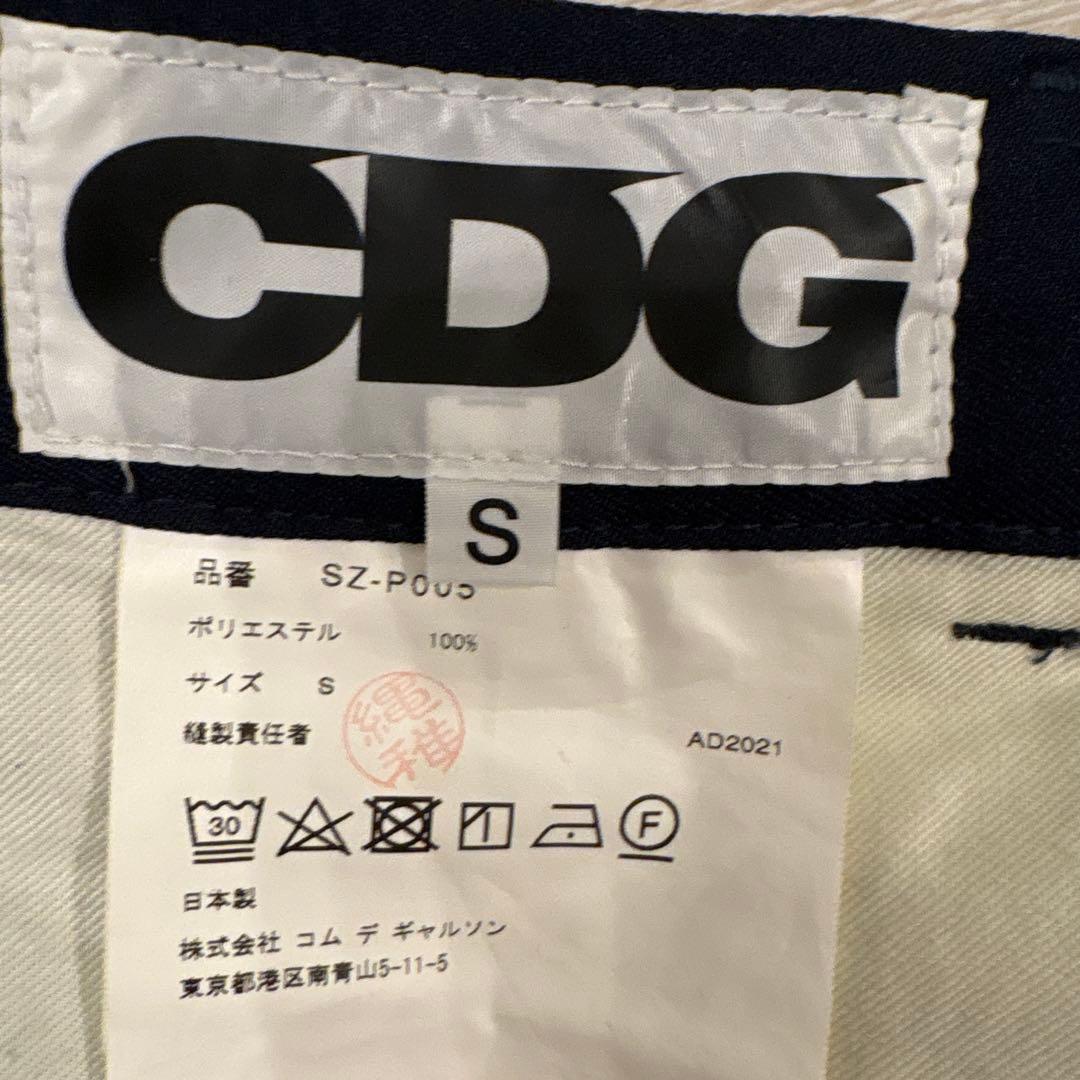 CDG
S
品番 SZ-P005
ポリエステル 100%
サイズ S
縫製責任者
AD2021
30
F
日本製
株式会社 コム デ ギャルソン
東京都港区南青山5-11-5